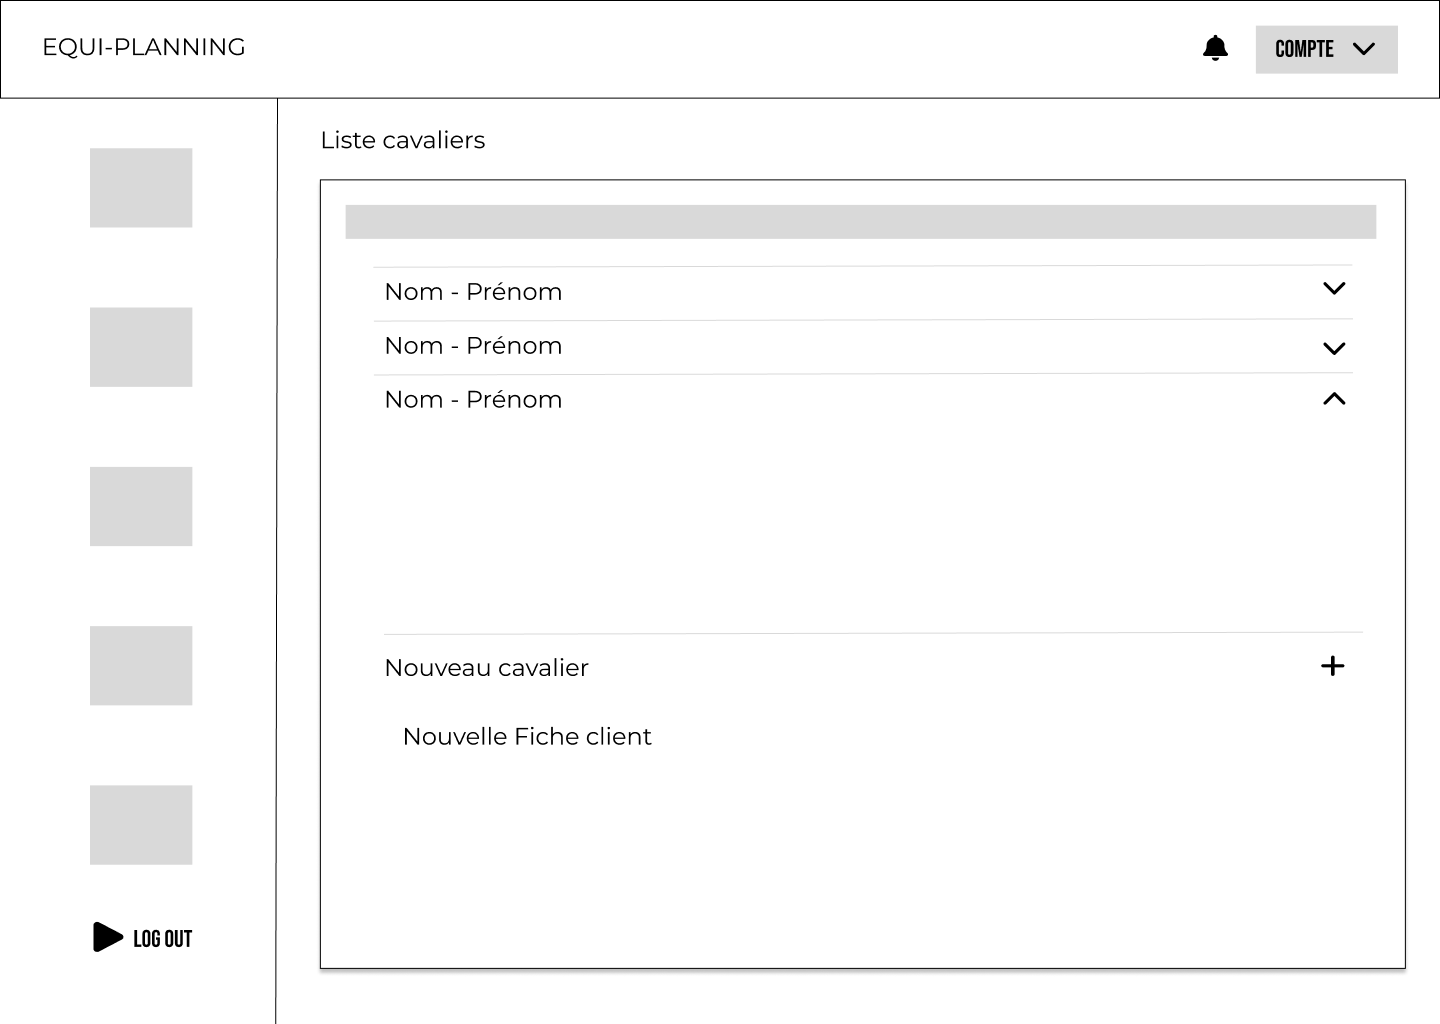 EQUI-PLANNING
COMPTE
Liste cavaliers
Nom - Prénom
Nom - Prénom
Nom - Prénom
Nouveau cavalier
Nouvelle Fiche client
LOG OUT